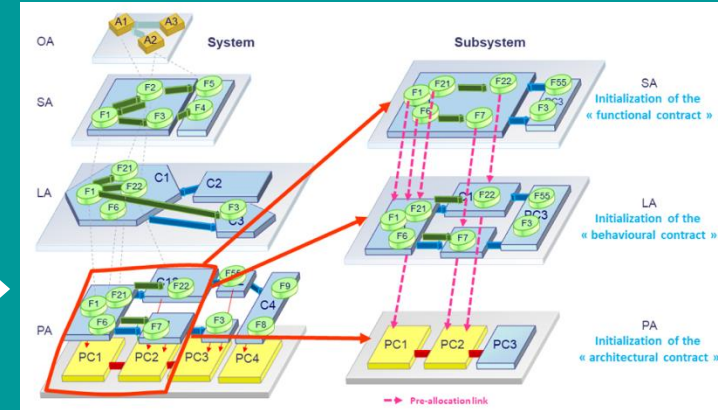 System
Subsystem
OA
A1
A3
A2
SA
F2
F5
F1
F3
F4
LA
F21
C1
F1
F22
C2
F6
F3
C3
PA
F21
F22
F55
F9
F1
C4
F6
F7
F3
F8
PC1
PC2
PC3
PC4
F1
F21
F22
F55
F6
F7
F3
PC3
SA
Initialization of the
« functional contract »
F1
F21
F22
F55
F6
F7
F3
PC3
LA
Initialization of the
« behavioural contract »
PC1
PC2
PC3
PA
Initialization of the
« architectural contract »
Pre-allocation link